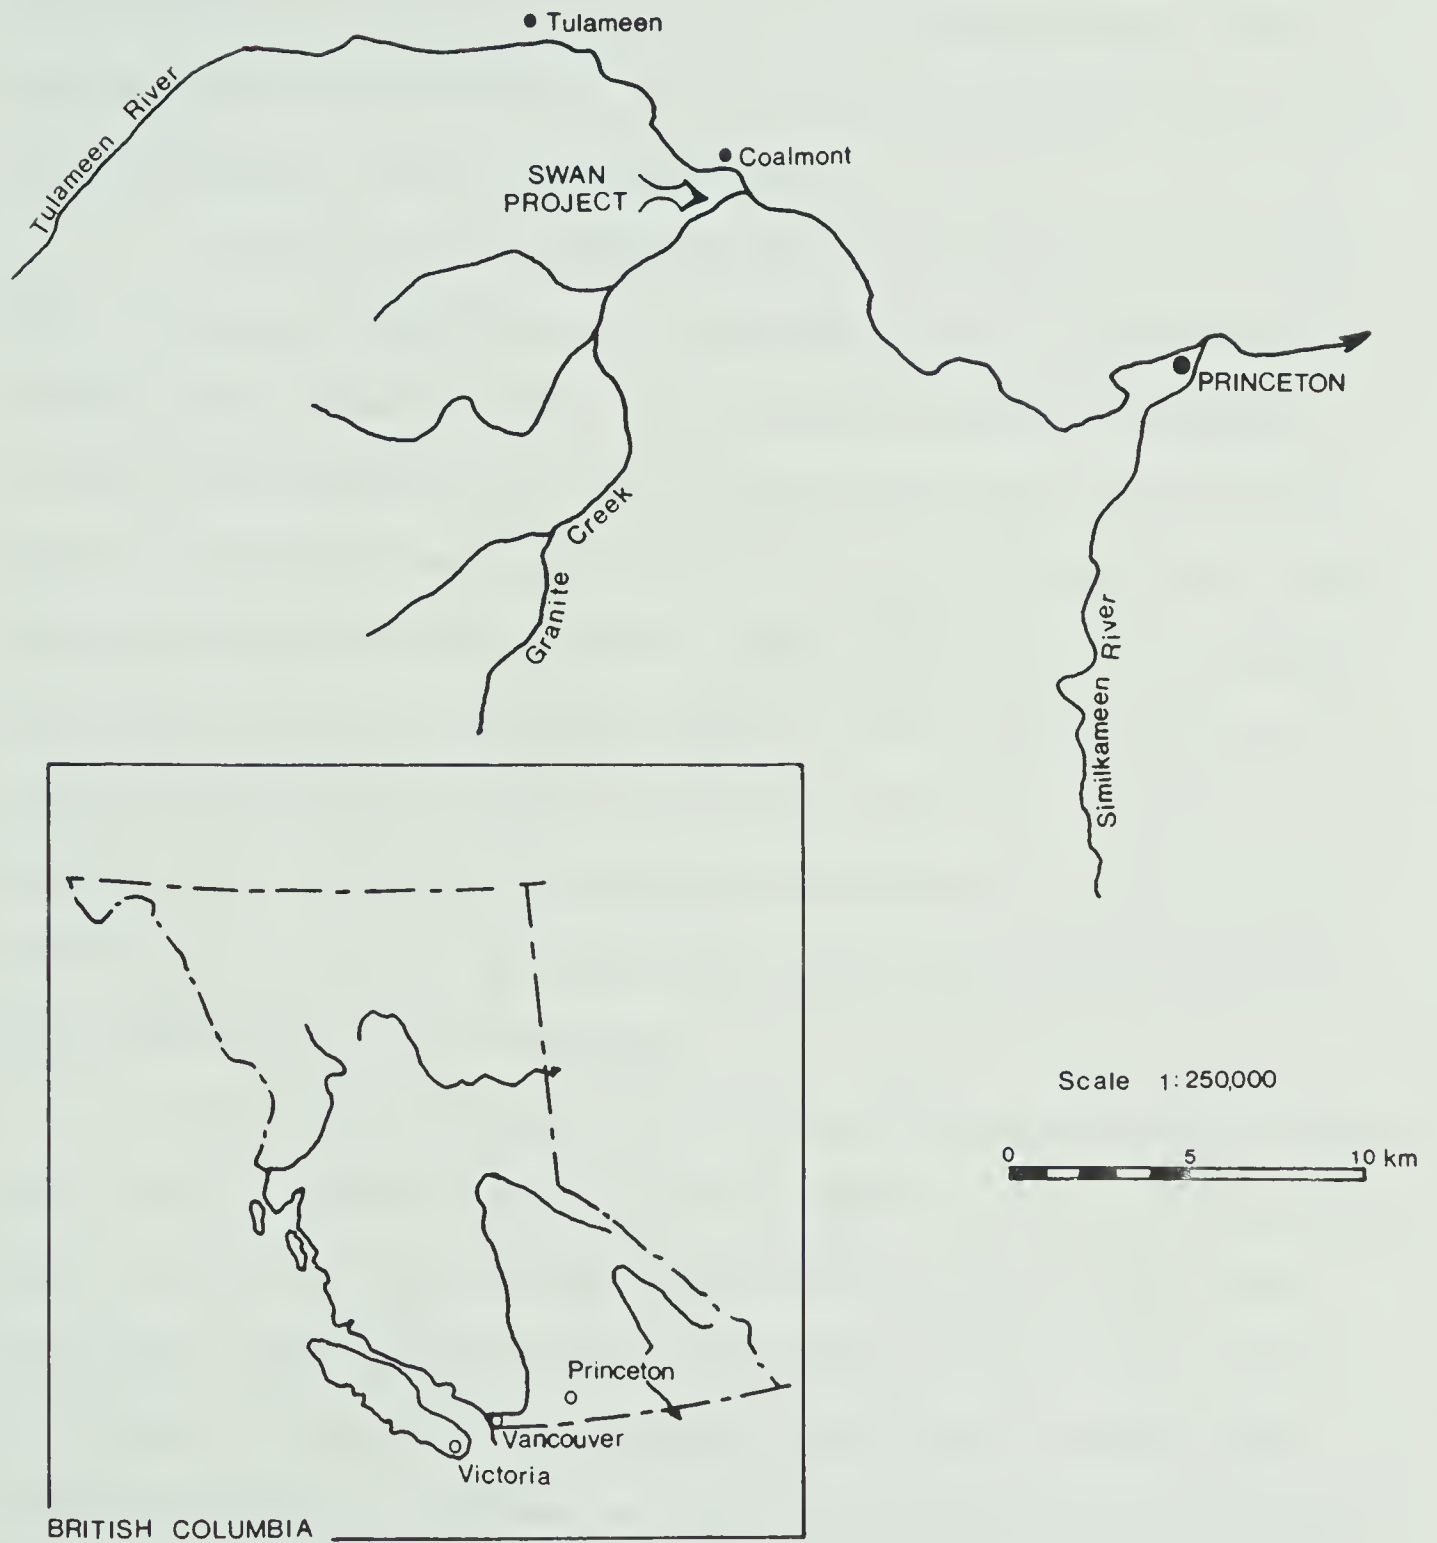 Tulameen
Tulameen River
Coalmont
SWAN
PROJECT
PRINCETON
Granite Creek
Similkameen River
Scale 1:250,000
0 5 10 km
Princeton
Vancouver
Victoria
BRITISH COLUMBIA